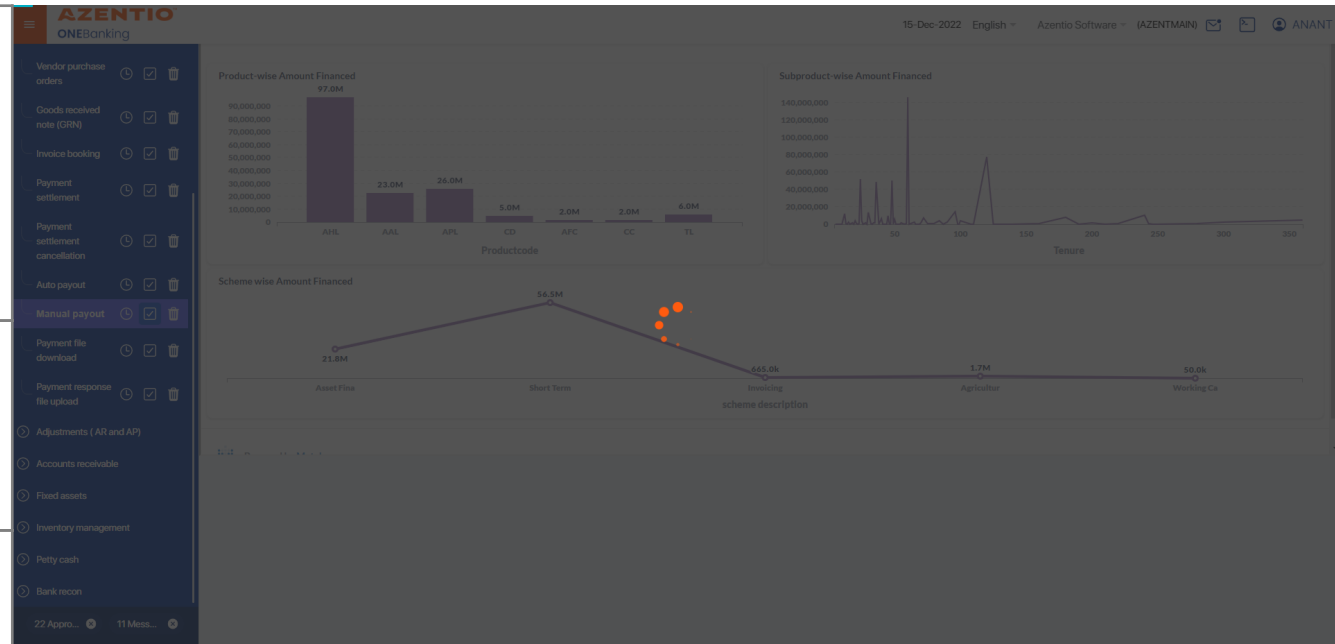 AZENTIO
ONEBanking
15-Dec-2022 English Azentio Software (AZENTMAIN) ANANT
Vendor purchase
orders
Goods received
note (GRN)
Invoice booking
Payment
settlement
Payment
settlement
cancellation
Auto payout
Manual payout
Payment file
download
Payment response
file upload
Adjustments ( AR and AP)
Accounts receivable
Fixed assets
Inventory management
Petty cash
Bank recon
22 Appro... 11 Mess...
Product-wise Amount Financed
97.0M
90,000,000
80,000,000
70,000,000
60,000,000
50,000,000
40,000,000
30,000,000
20,000,000
10,000,000
0
23.0M
26.0M
5.0M
2.0M
2.0M
6.0M
AHL AAL APL CD AFC CC TL
Productcode
Subproduct-wise Amount Financed
140,000,000
120,000,000
100,000,000
80,000,000
60,000,000
40,000,000
20,000,000
0
50 100 150 200 250 300 350
Tenure
Scheme wise Amount Financed
56.5M
21.8M
665.0k
1.7M
50.0k
Asset Fina Short Term Invoicing Agricultur Working Ca
scheme description